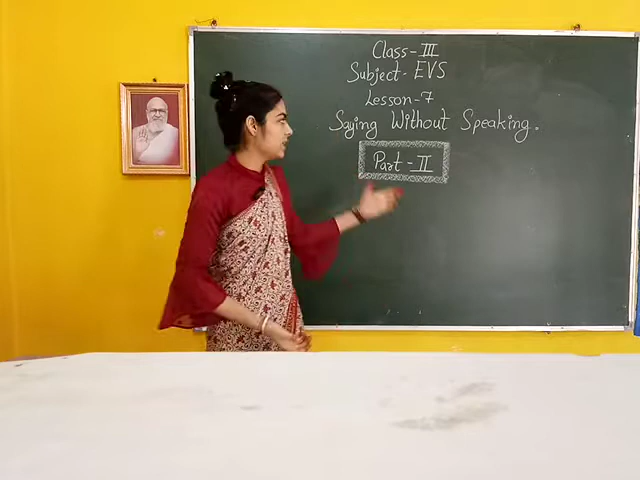 Class-III
Subject- EVS
Lesson-7
Saying Without Speaking.
Part-II